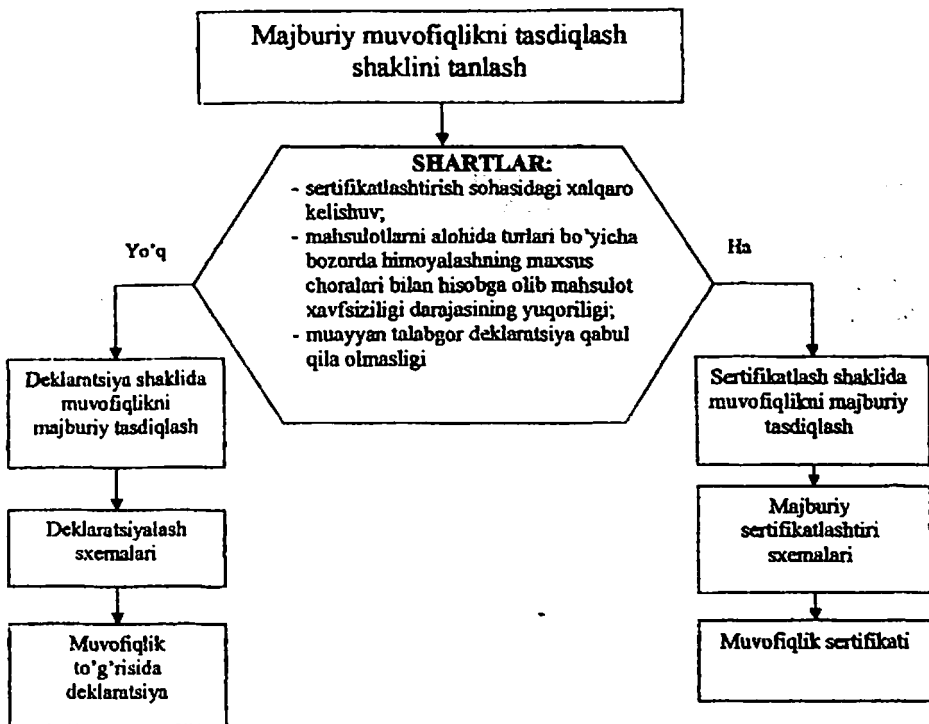 Majburiy muvofiqlikni tasdiqlash
shaklini tanlash
SHARTLAR:
- sertifikatlashtirish sohasidagi xalqaro
kelishuv;
- mahsulotlarni alohida turlari bo'yicha
bozorda himoyalashning maxsus
choralari bilan hisobga olib mahsulot
xavfsiziligi darajasining yuqoriligi;
- muayyan talabgor deklaratsiya qabul
qila olmasligi
Yo'q
Ha
Deklaratsiya shaklida
muvofiqlikni
majburiy tasdiqlash
Deklaratsiyalash
sxemalari
Muvofiqlik
to'g'risida
deklaratsiya
Sertifikatlash shaklida
muvofiqlikni majburiy
tasdiqlash
Majburiy
sertifikatlashtiri
sxemalari
Muvofiqlik sertifikati